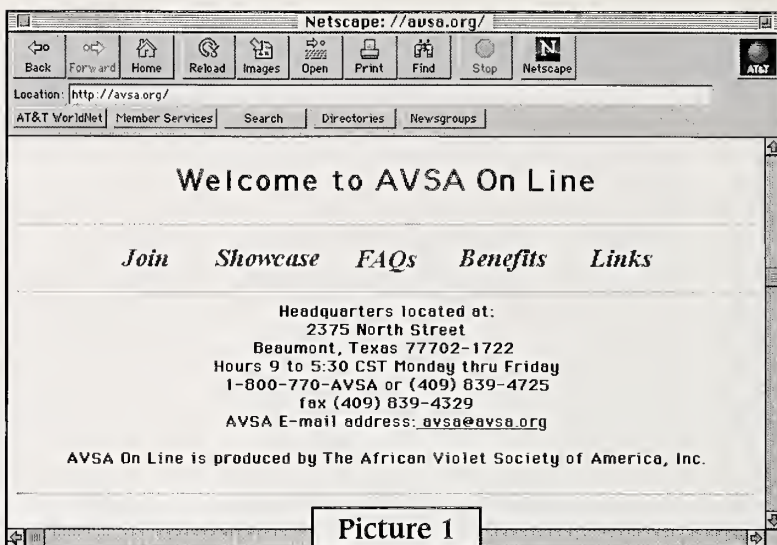 Netscape: //avsa.org/
Back Forward Home Reload Images Open Print Find Stop Netscape
AT&T
Location: http://avsa.org/
AT&T WorldNet Member Services Search Directories Newsgroups
Welcome to AVSA On Line
Join Showcase FAQs Benefits Links
Headquarters located at:
2375 North Street
Beaumont, Texas 77702-1722
Hours 9 to 5:30 CST Monday thru Friday
1-800-770-AVSA or (409) 839-4725
fax (409) 839-4329
AVSA E-mail address: avsa@avsa.org
AVSA On Line is produced by The African Violet Society of America, Inc.
Picture 1